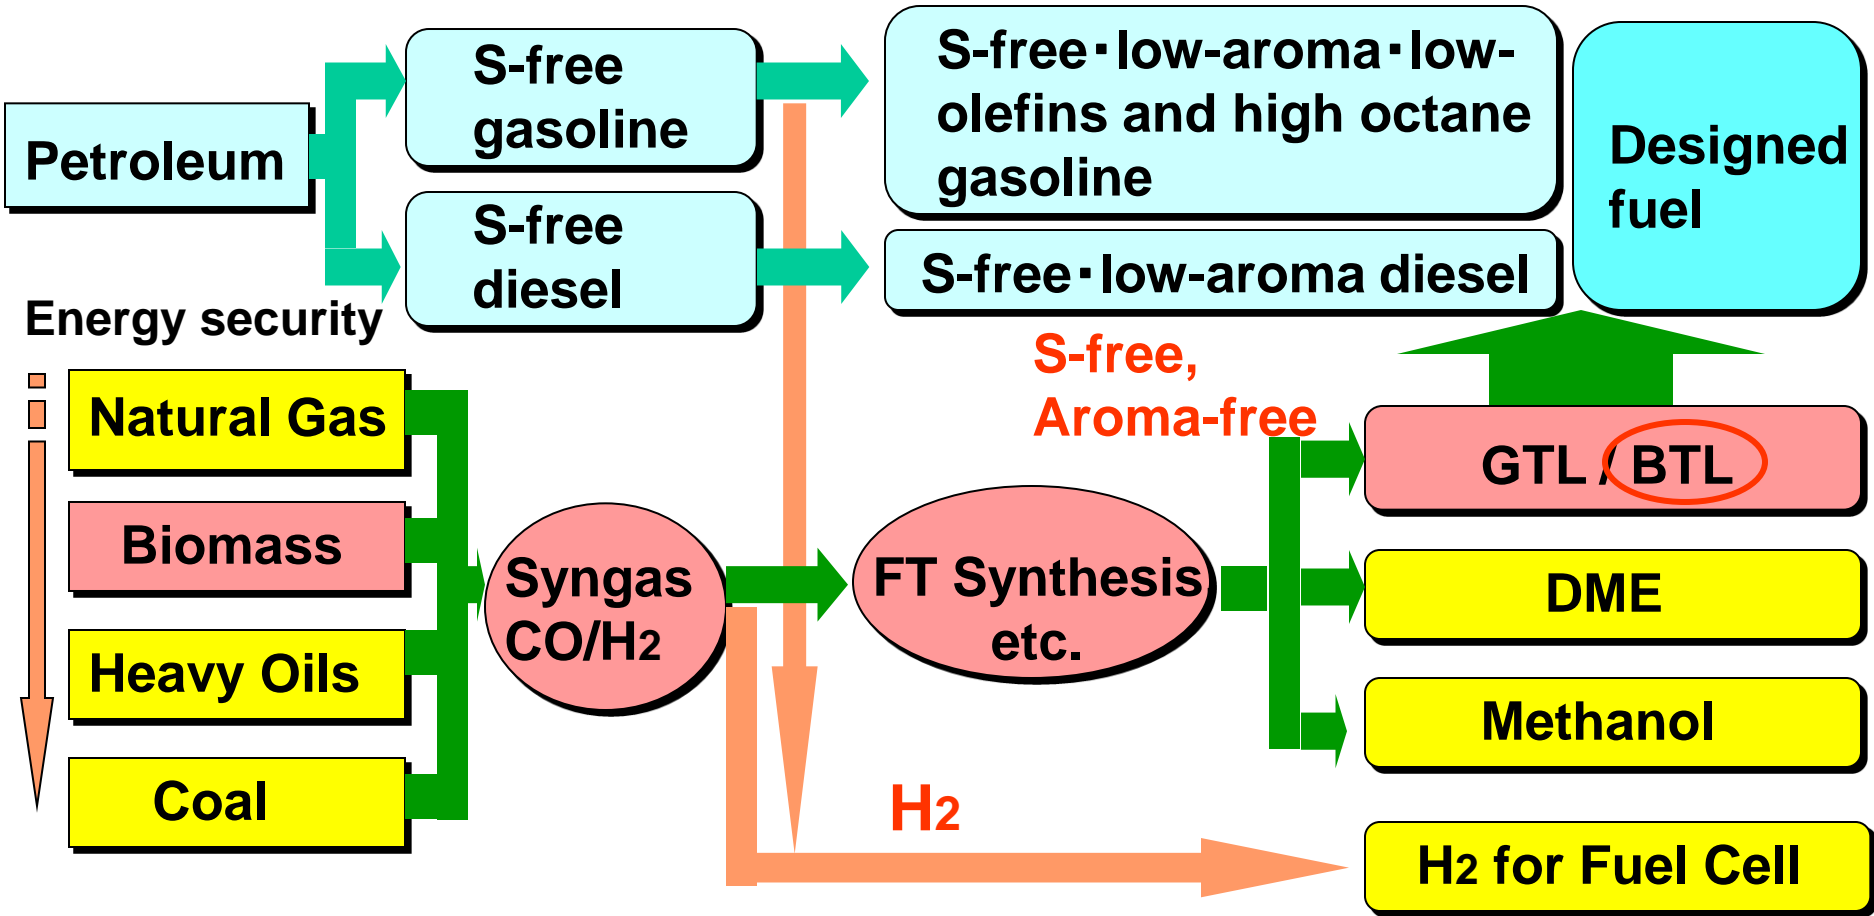 Petroleum
S-free
gasoline
S-free
diesel
S-free･low-aroma･low-
olefins and high octane
gasoline
S-free･low-aroma diesel
Designed
fuel
Energy security
Natural Gas
Biomass
Heavy Oils
Coal
Syngas
CO/H2
FT Synthesis
etc.
S-free,
Aroma-free
GTL / BTL
DME
Methanol
H2
H2 for Fuel Cell